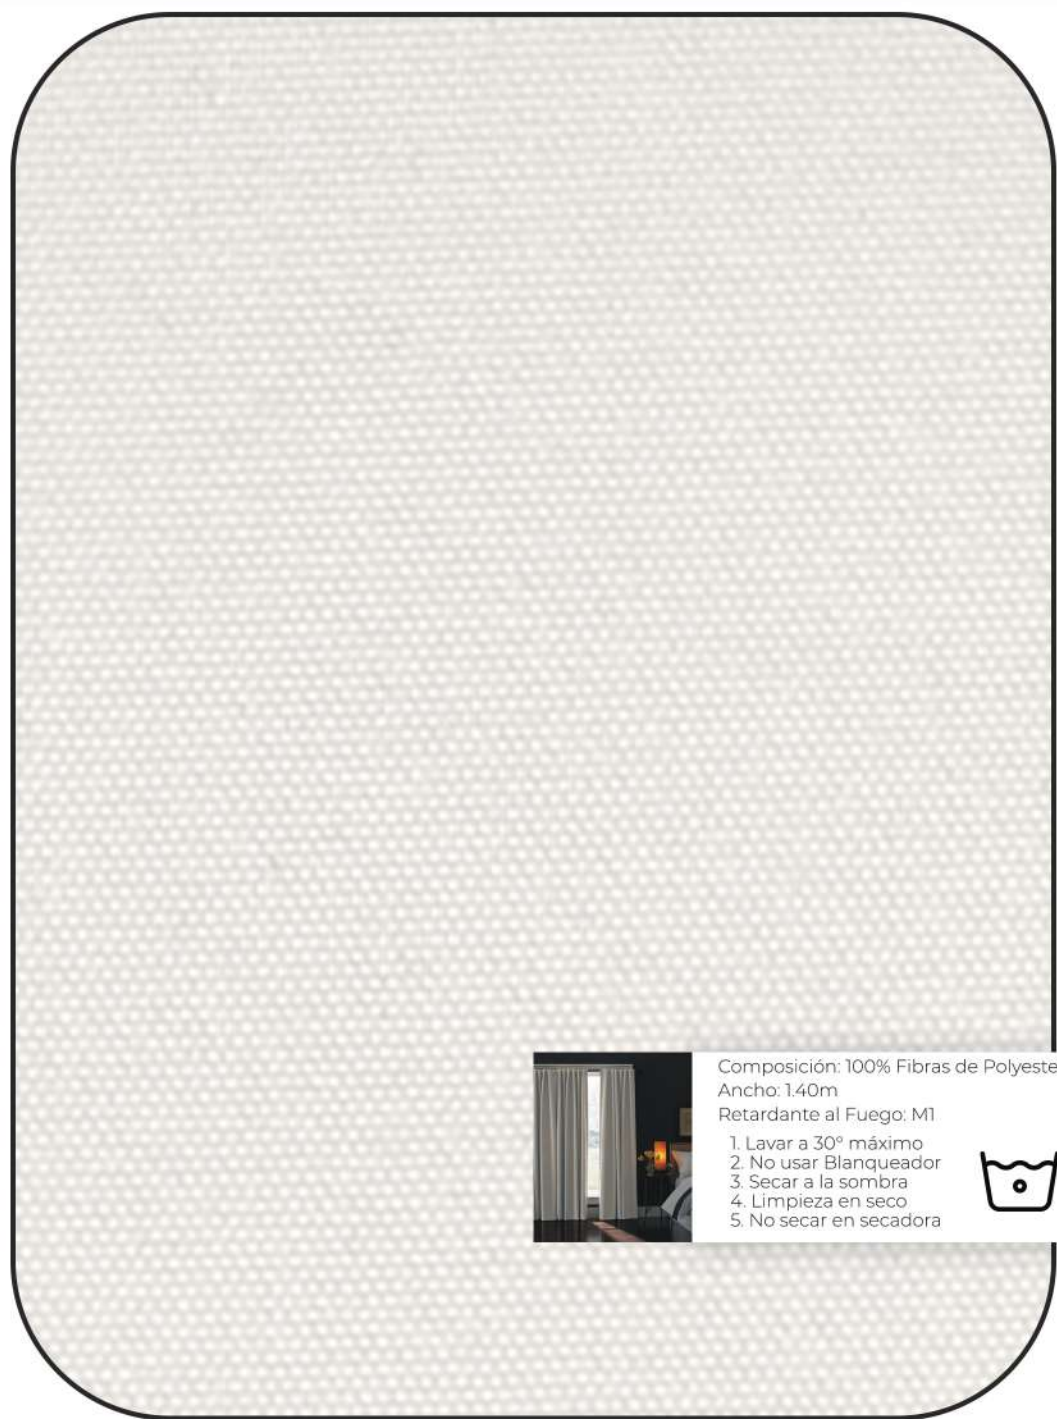 Composición: 100% Fibras de Polyeste
Ancho: 1.40m
Retardante al Fuego: M1
1. Lavar a 30° máximo
2. No usar Blanqueador
3. Secar a la sombra
4. Limpieza en seco
5. No secar en secadora